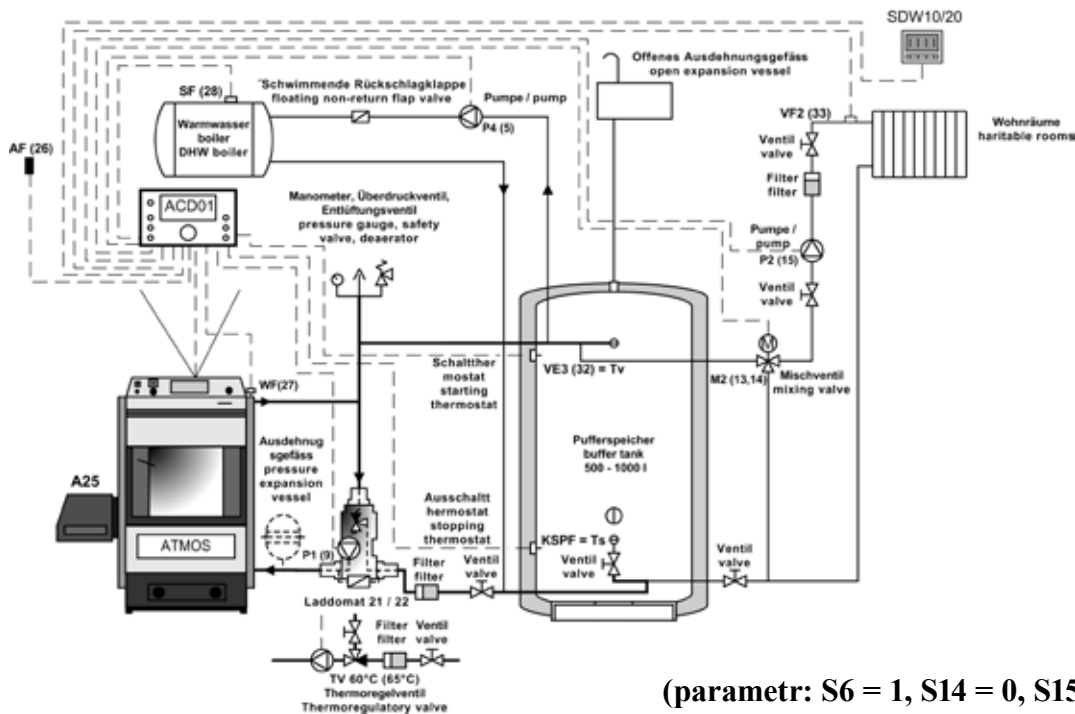 SDW10/20
Offenes Ausdehnungsgefäss
open expansion vessel
Schwimmende Rückschlagklappe
floating non-return flap valve
Pumpe / pump
P4 (5)
SF (28)
Warmwasser
boiler
DHW boiler
AF (26)
ACD01
VF2 (33)
Ventil
valve
Wohnräume
haritable rooms
Filter
filter
Manometer, Überdruckventil,
Entlüftungsventil
pressure gauge, safety
valve, deaerator
Pumpe /
pump
P2 (15)
Ventil
valve
M
M2 (13,14)
Mischventil
mixing valve
Schaltther
mostat
starting
thermostat
VE3 (32) = Tv
WF(27)
Pufferspeicher
buffer tank
500 - 1000 l
Ausdehnug
sgefäss
pressure
expansion
vessel
A25
ATMOS
Ausschaltt
hermostat
stopping
thermostat
KSPF = Ts
Ventil
valve
Ventil
valve
P1 (9)
Filter
filter
Ventil
valve
Laddomat 21 / 22
Filter
filter
Ventil
valve
TV 60°C (65°C)
Thermoregelventil
Thermoregulatory valve
(parametr: S6 = 1, S14 = 0, S15